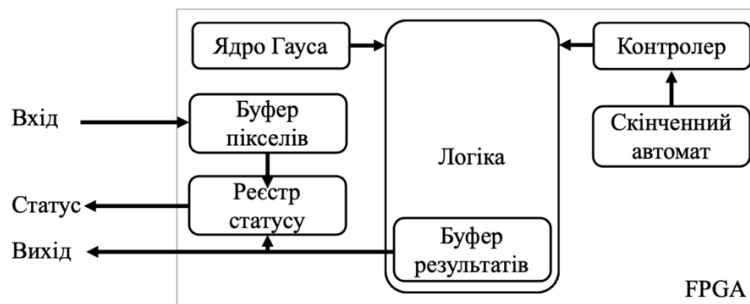 Ядро Гауса
Контролер
Вхід
Буфер
пікселів
Скінченний
автомат
Логіка
Статус
Реєстр
статусу
Вихід
Буфер
результатів
FPGA